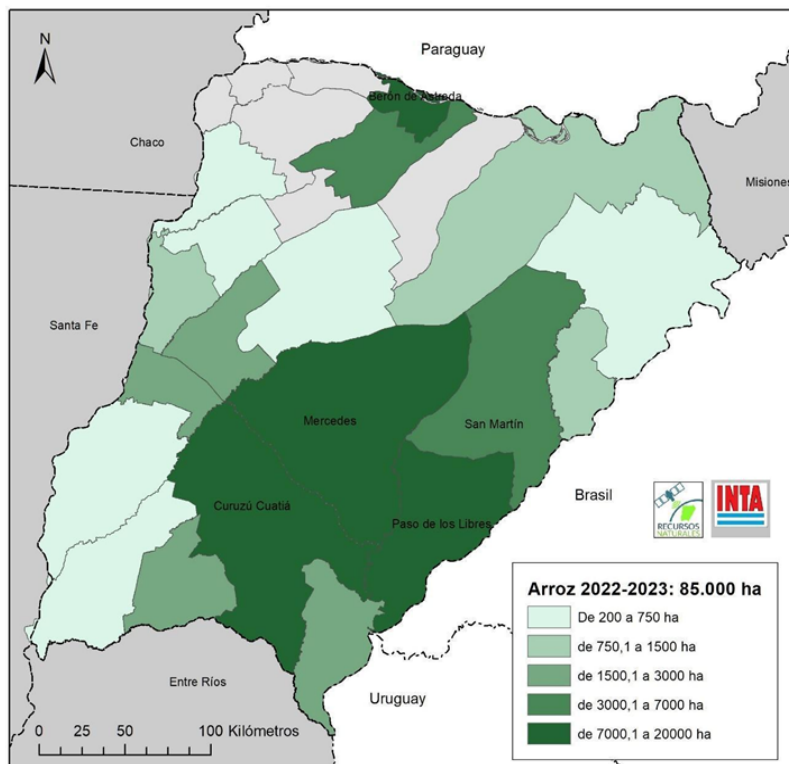 N
Paraguay
Berón de Astrada
Chaco
Misiones
Santa Fe
Mercedes
San Martín
Curuzú Cuatiá
Paso de los Libres
Brasil
RECURSOS
NATURALES
INTA
Arroz 2022-2023: 85.000 ha
De 200 a 750 ha
de 750,1 a 1500 ha
de 1500,1 a 3000 ha
de 3000,1 a 7000 ha
de 7000,1 a 20000 ha
Entre Ríos
Uruguay
0 25 50 100 Kilómetros